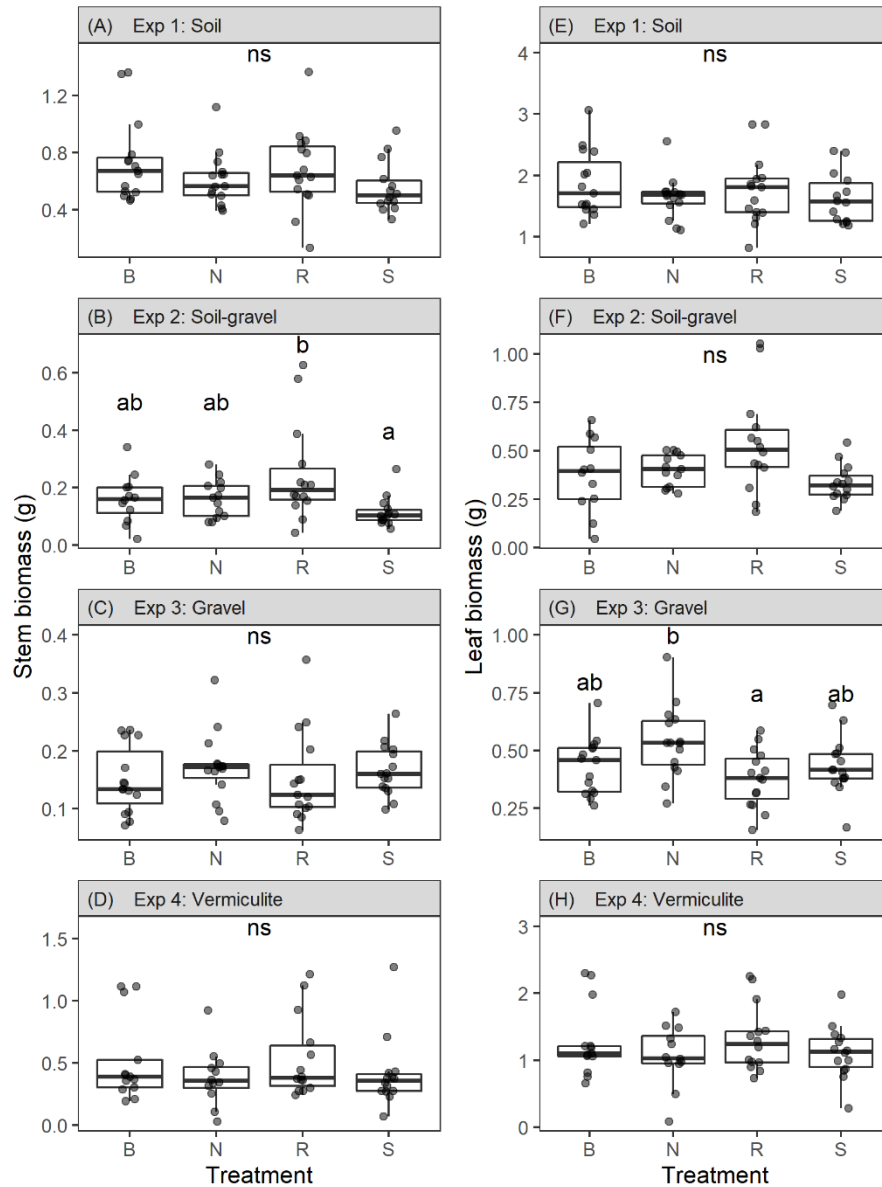 (A) Exp 1: Soil
ns
1.2
0.8
0.4
B N R S
(B) Exp 2: Soil-gravel
b
ab ab
a
0.6
0.4
0.2
0.0
B N R S
(C) Exp 3: Gravel
ns
0.4
0.3
0.2
0.1
B N R S
(D) Exp 4: Vermiculite
ns
1.5
1.0
0.5
0.0
B N R S
Treatment
Stem biomass (g)
(E) Exp 1: Soil
ns
4
3
2
1
B N R S
(F) Exp 2: Soil-gravel
ns
1.00
0.75
0.50
0.25
0.00
B N R S
(G) Exp 3: Gravel
b
ab a ab
1.00
0.75
0.50
0.25
B N R S
(H) Exp 4: Vermiculite
ns
3
2
1
0
B N R S
Treatment
Leaf biomass (g)